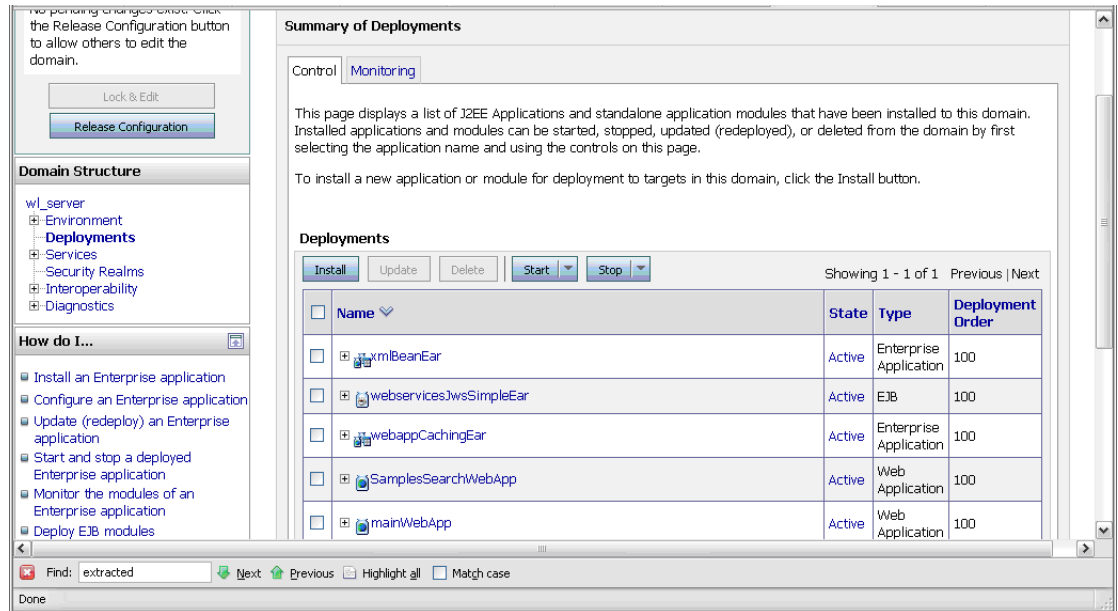 No pending changes exist. Click
the Release Configuration button
to allow others to edit the
domain.
Lock & Edit
Release Configuration
Domain Structure
wl_server
Environment
Deployments
Services
Security Realms
Interoperability
Diagnostics
How do I...
Install an Enterprise application
Configure an Enterprise application
Update (redeploy) an Enterprise
application
Start and stop a deployed
Enterprise application
Monitor the modules of an
Enterprise application
Deploy EJB modules
Summary of Deployments
Control Monitoring
This page displays a list of J2EE Applications and standalone application modules that have been installed to this domain.
Installed applications and modules can be started, stopped, updated (redeployed), or deleted from the domain by first
selecting the application name and using the controls on this page.
To install a new application or module for deployment to targets in this domain, click the Install button.
Deployments
Install Update Delete Start Stop Showing 1 - 1 of 1 Previous | Next
Name State Type Deployment
Order
xmlBeanEar Active Enterprise
Application 100
webservicesJwsSimpleEar Active EJB 100
webappCachingEar Active Enterprise
Application 100
SamplesSearchWebApp Active Web
Application 100
mainWebApp Active Web
Application 100
Find: extracted Next Previous Highlight all Match case
Done